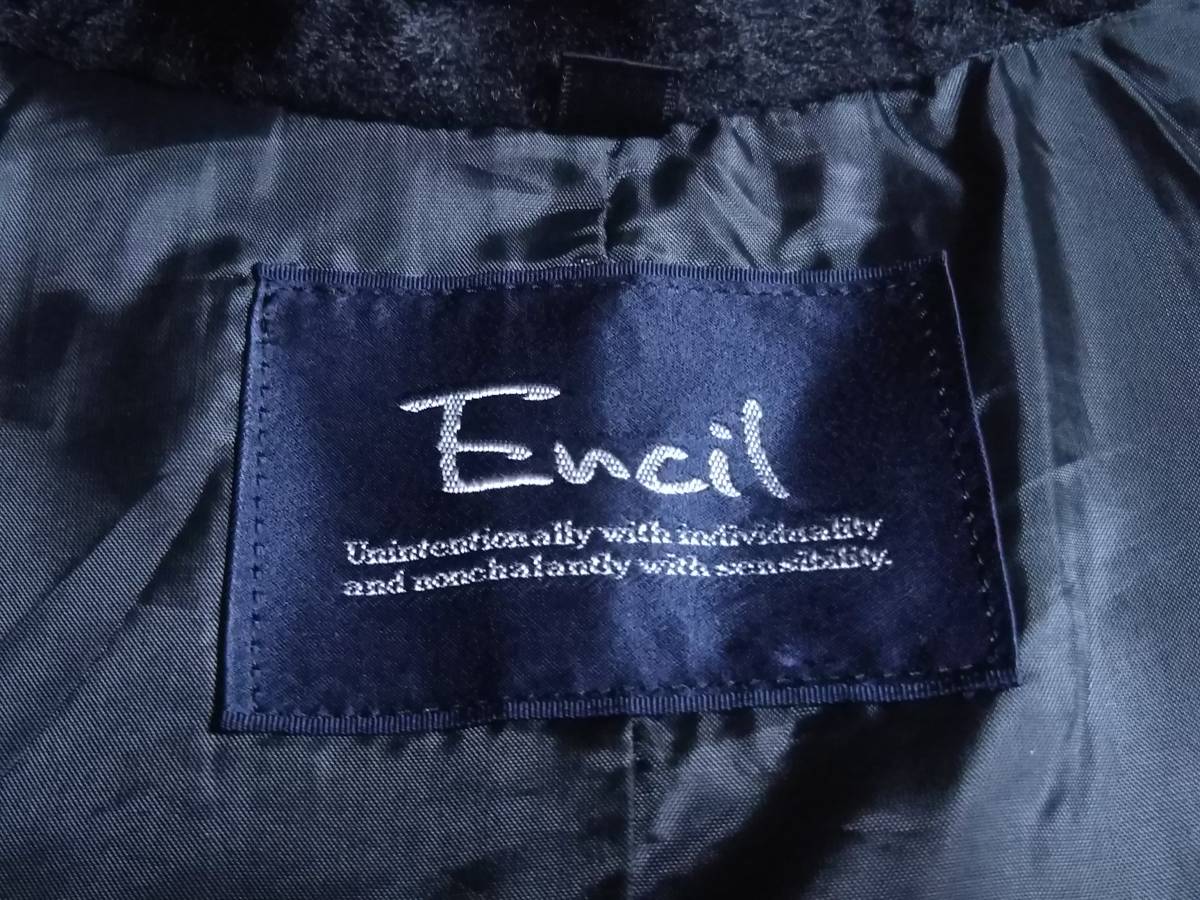 Encil
Unintentionally with individuality
and nonchalantly with sensibility.